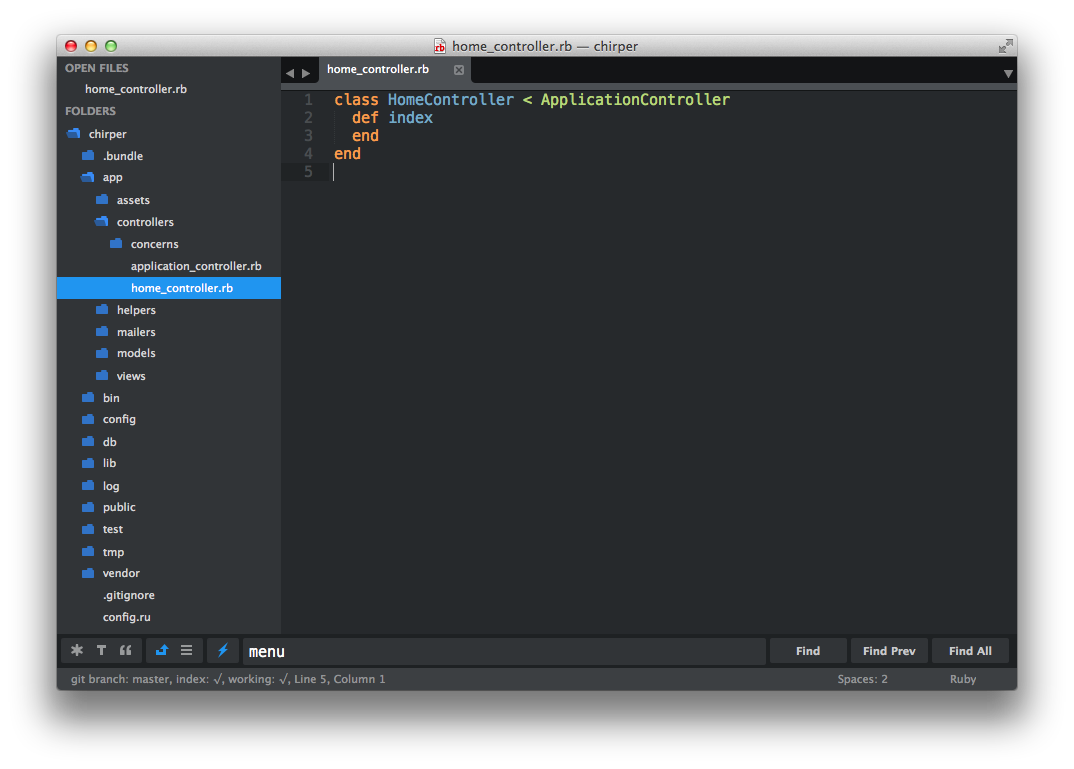 home_controller.rb — chirper
OPEN FILES
home_controller.rb
FOLDERS
chirper
.bundle
app
assets
controllers
concerns
application_controller.rb
home_controller.rb
helpers
mailers
models
views
bin
config
db
lib
log
public
test
tmp
vendor
.gitignore
config.ru
home_controller.rb
1 class HomeController < ApplicationController
2 def index
3 end
4 end
5
menu
Find
Find Prev
Find All
git branch: master, index: √, working: √, Line 5, Column 1
Spaces: 2
Ruby